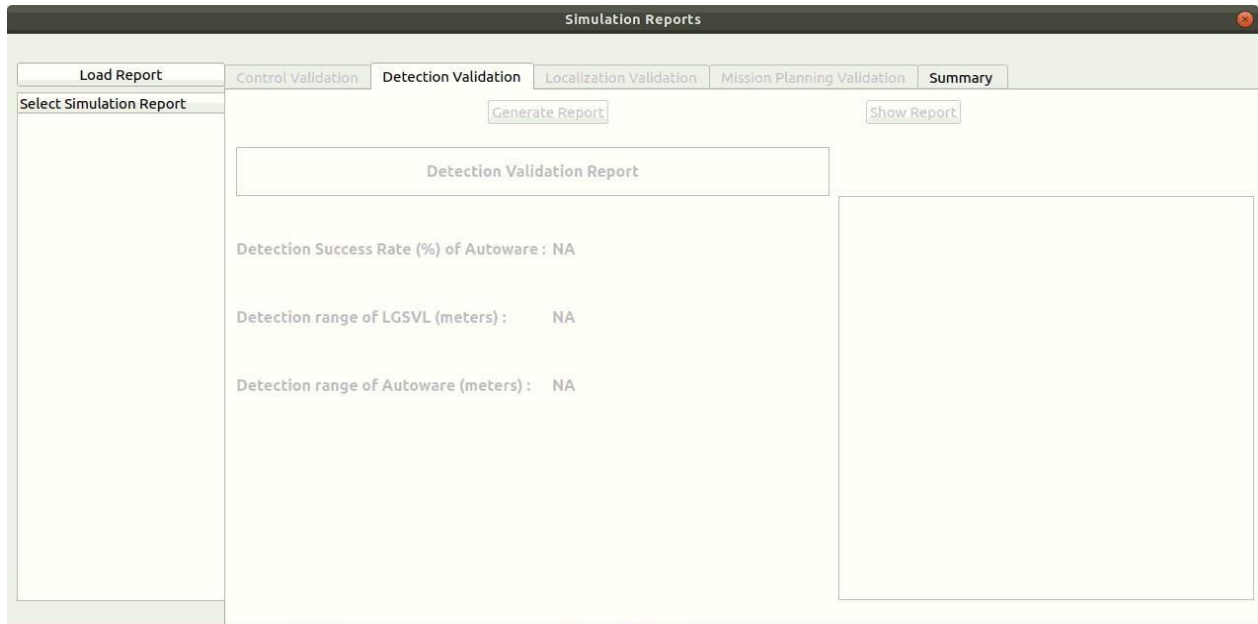 Simulation Reports
Load Report
Control Validation
Detection Validation
Localization Validation
Mission Planning Validation
Summary
Select Simulation Report
Generate Report
Show Report
Detection Validation Report
Detection Success Rate (%) of Autoware : NA
Detection range of LGSVL (meters) : NA
Detection range of Autoware (meters) : NA